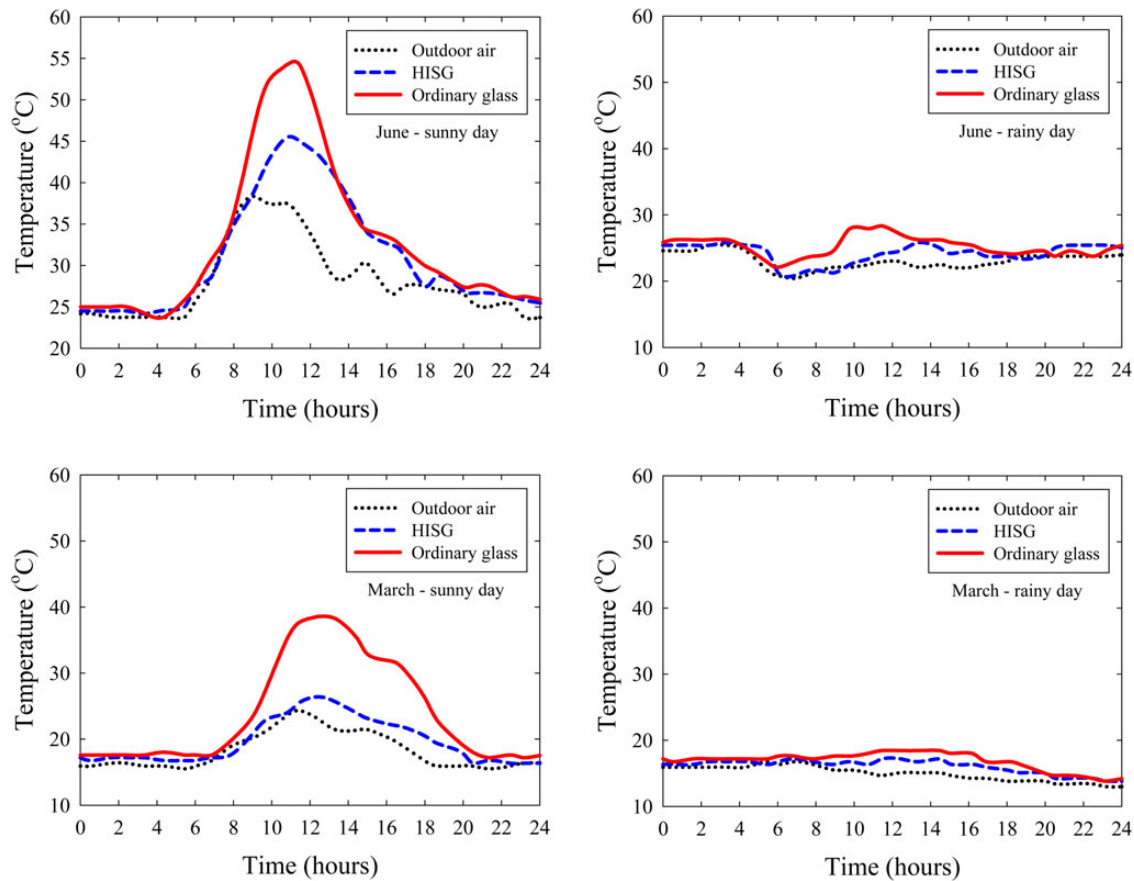 60
55
50
45
40
35
30
25
20
Temperature (°C)
Outdoor air
HISG
Ordinary glass
June - sunny day
0 2 4 6 8 10 12 14 16 18 20 22 24
Time (hours)
60
50
40
30
20
10
Temperature (°C)
Outdoor air
HISG
Ordinary glass
June - rainy day
0 2 4 6 8 10 12 14 16 18 20 22 24
Time (hours)
60
50
40
30
20
10
Temperature (°C)
Outdoor air
HISG
Ordinary glass
March - sunny day
0 2 4 6 8 10 12 14 16 18 20 22 24
Time (hours)
60
50
40
30
20
10
Temperature (°C)
Outdoor air
HISG
Ordinary glass
March - rainy day
0 2 4 6 8 10 12 14 16 18 20 22 24
Time (hours)